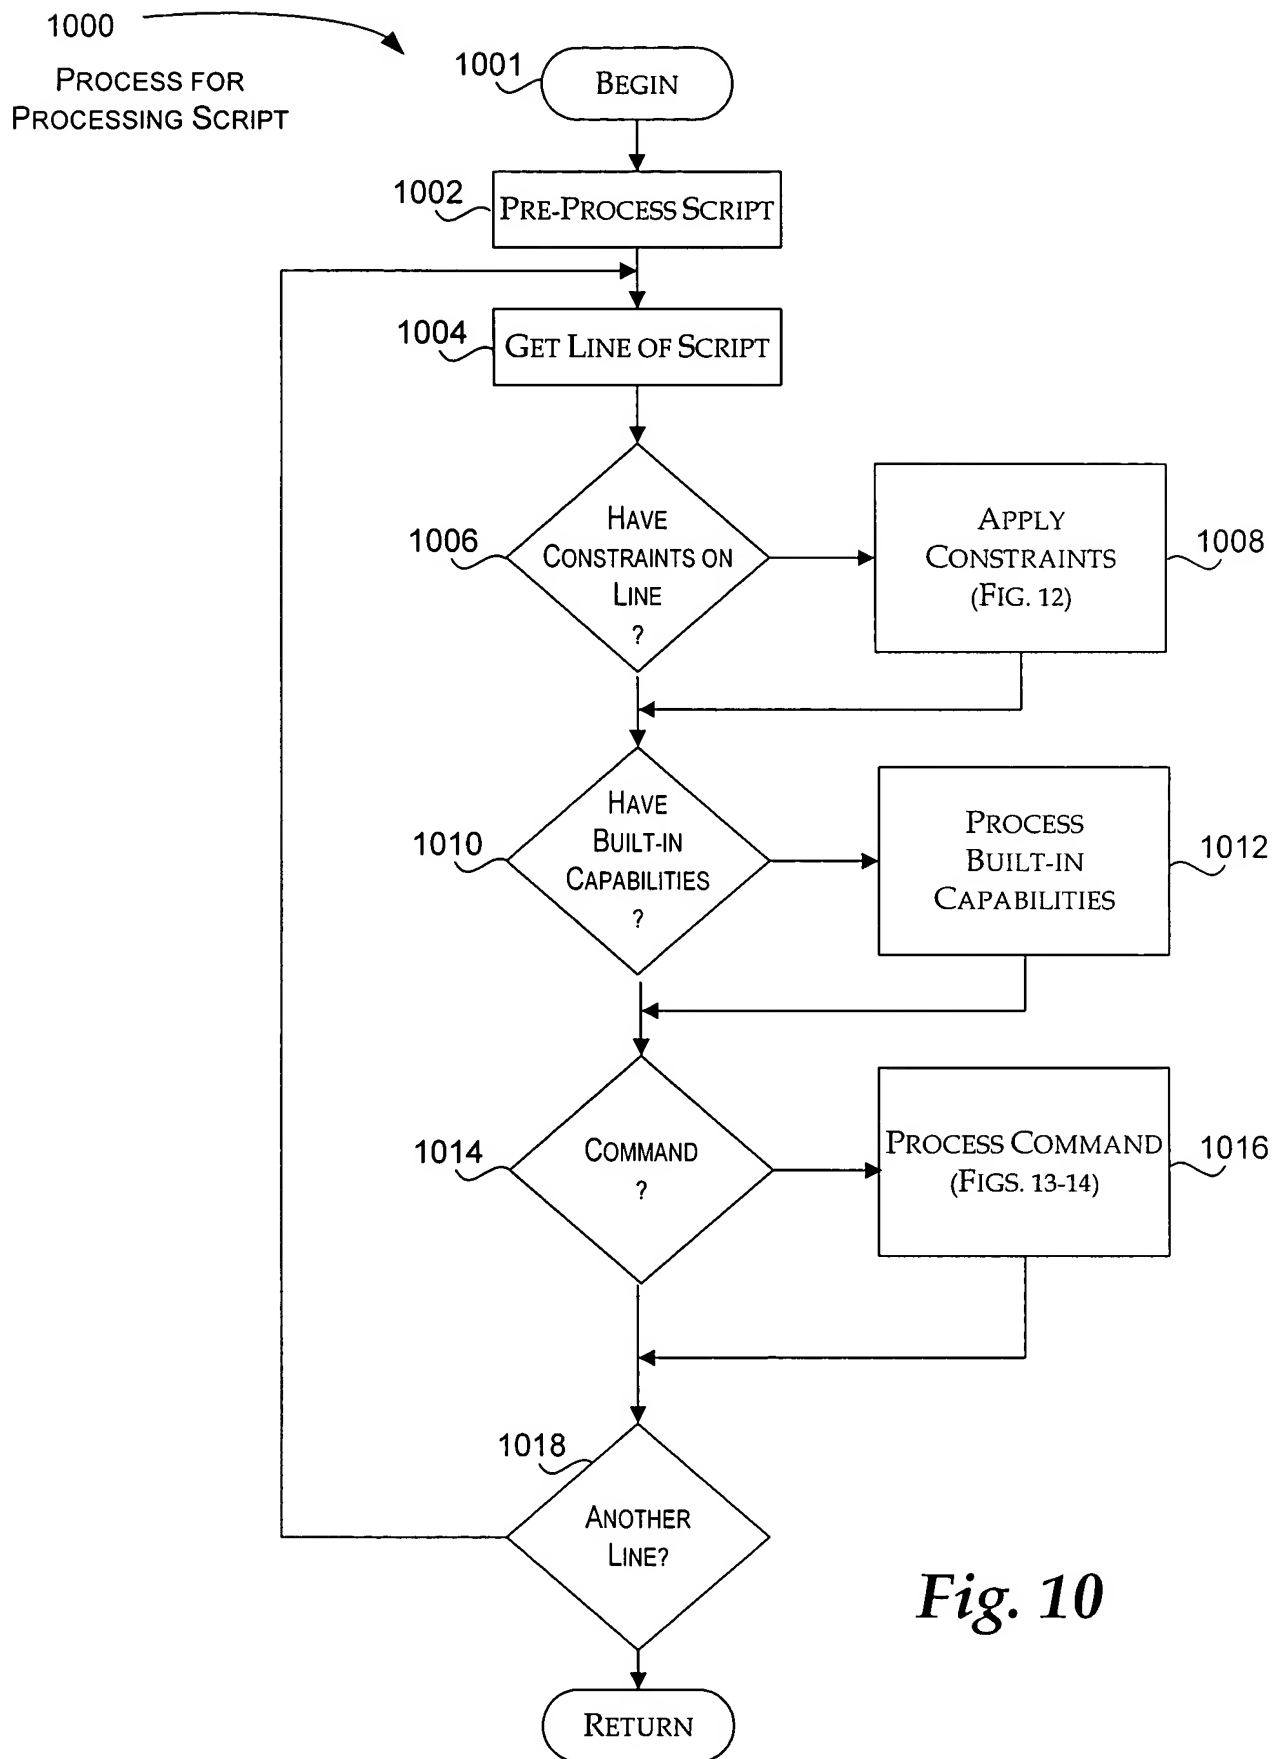 1000
PROCESS FOR
PROCESSING SCRIPT
1001
BEGIN
1002
PRE-PROCESS SCRIPT
1004
GET LINE OF SCRIPT
1006
HAVE
CONSTRAINTS ON
LINE
?
APPLY
CONSTRAINTS
(FIG. 12)
1008
1010
HAVE
BUILT-IN
CAPABILITIES
?
PROCESS
BUILT-IN
CAPABILITIES
1012
1014
COMMAND
?
PROCESS COMMAND
(FIGS. 13-14)
1016
1018
ANOTHER
LINE?
Fig. 10
RETURN